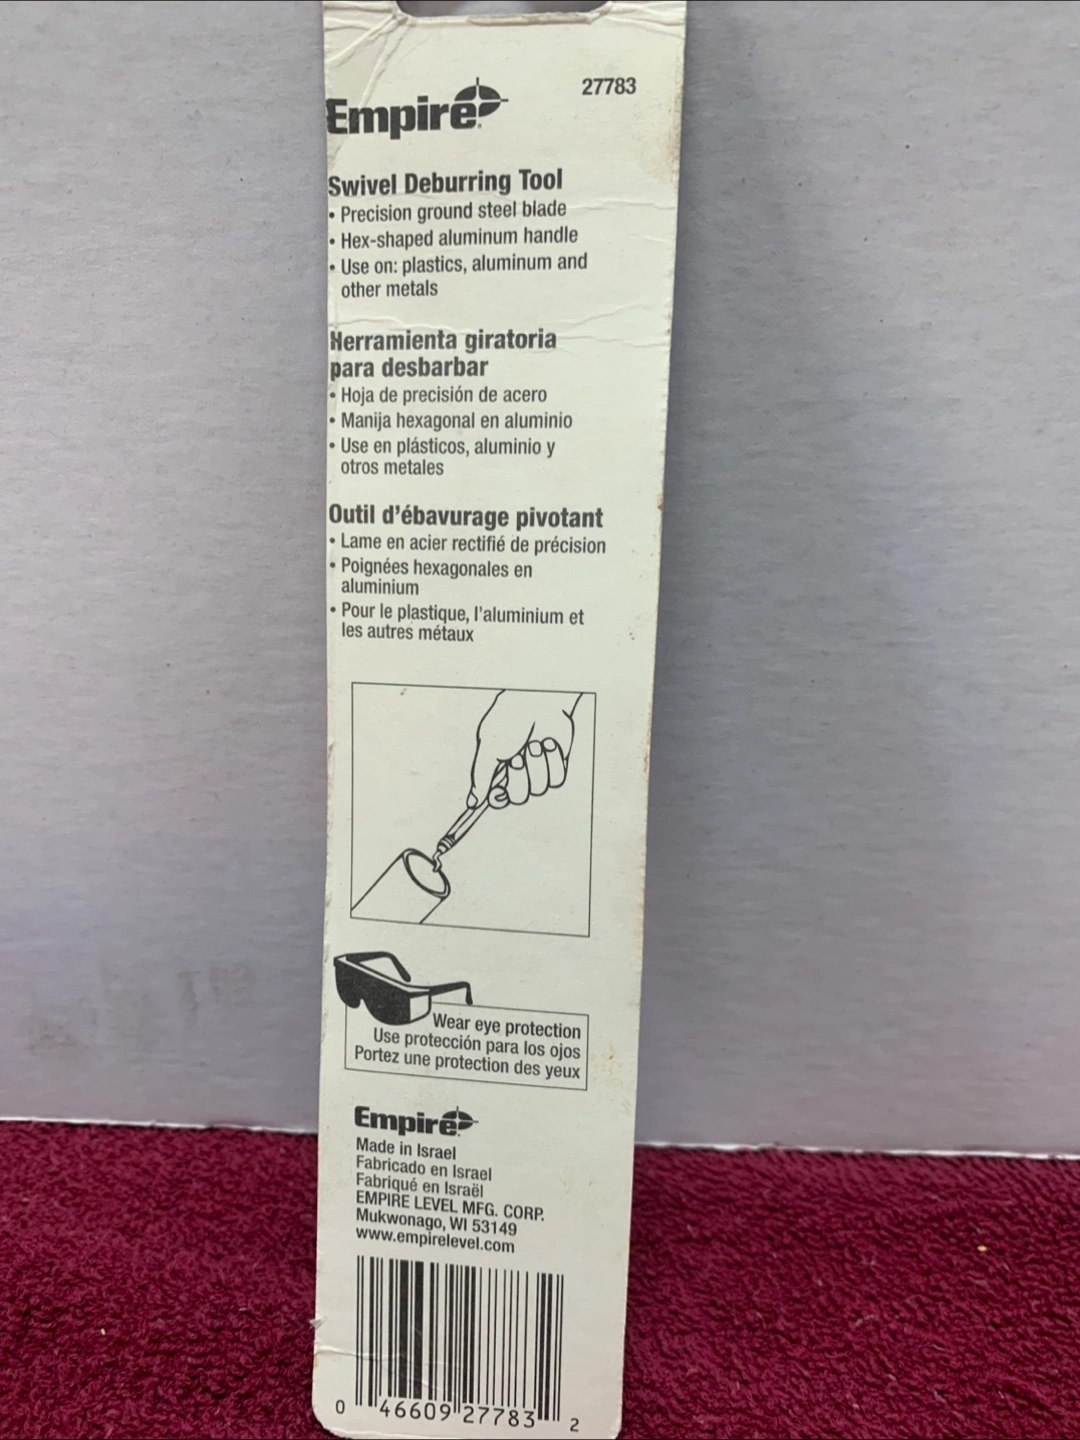 Empire®
27783
Swivel Deburring Tool
• Precision ground steel blade
• Hex-shaped aluminum handle
• Use on: plastics, aluminum and
other metals
Herramienta giratoria
para desbarbar
• Hoja de precisión de acero
• Manija hexagonal en aluminio
• Use en plásticos, aluminio y
otros metales
Outil d'ébavurage pivotant
• Lame en acier rectifié de précision
• Poignées hexagonales en
aluminium
• Pour le plastique, l'aluminium et
les autres métaux
Wear eye protection
Use protección para los ojos
Portez une protection des yeux
Empire®
Made in Israel
Fabricado en Israel
Fabriqué en Israël
EMPIRE LEVEL MFG. CORP.
Mukwonago, WI 53149
www.empirelevel.com
0 46609 27783 2